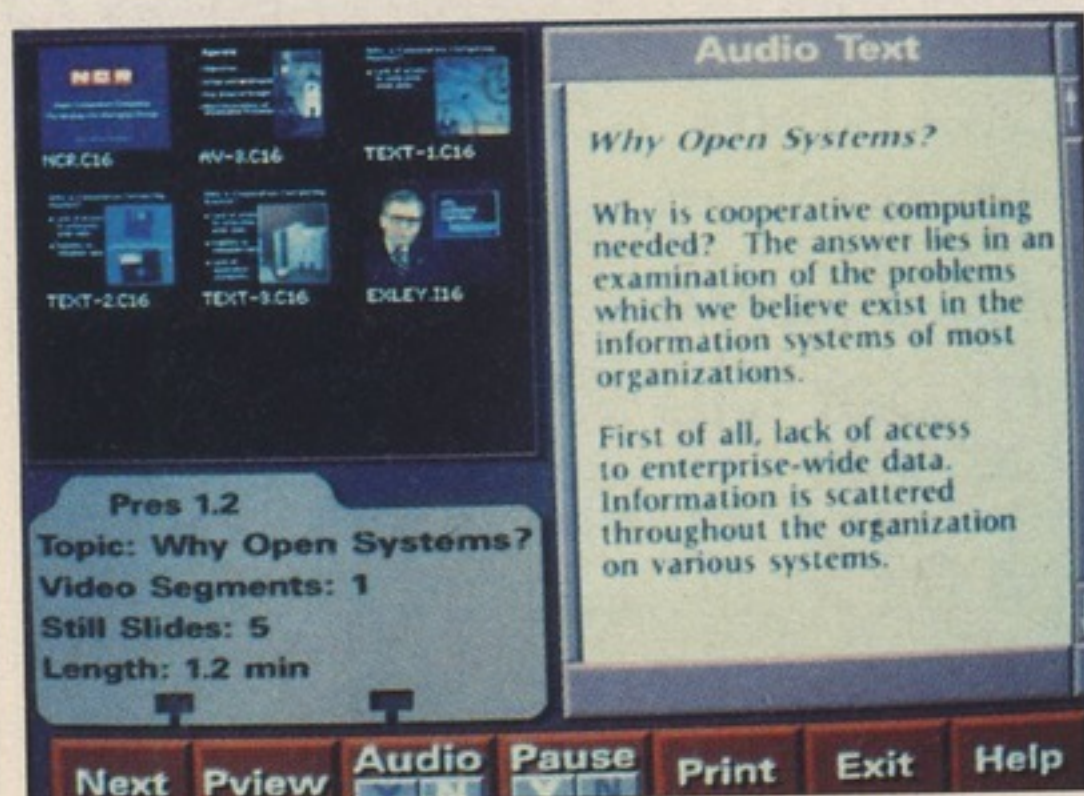 NCR
NCR.C16
AV-3.C16
TEXT-1.C16
TEXT-2.C16
TEXT-3.C16
EXLEY.I16
Pres 1.2
Topic: Why Open Systems?
Video Segments: 1
Still Slides: 5
Length: 1.2 min
Audio Text
Why Open Systems?
Why is cooperative computing
needed? The answer lies in an
examination of the problems
which we believe exist in the
information systems of most
organizations.
First of all, lack of access
to enterprise-wide data.
Information is scattered
throughout the organization
on various systems.
Next
Pview
Audio
Y N
Pause
Y N
Print
Exit
Help